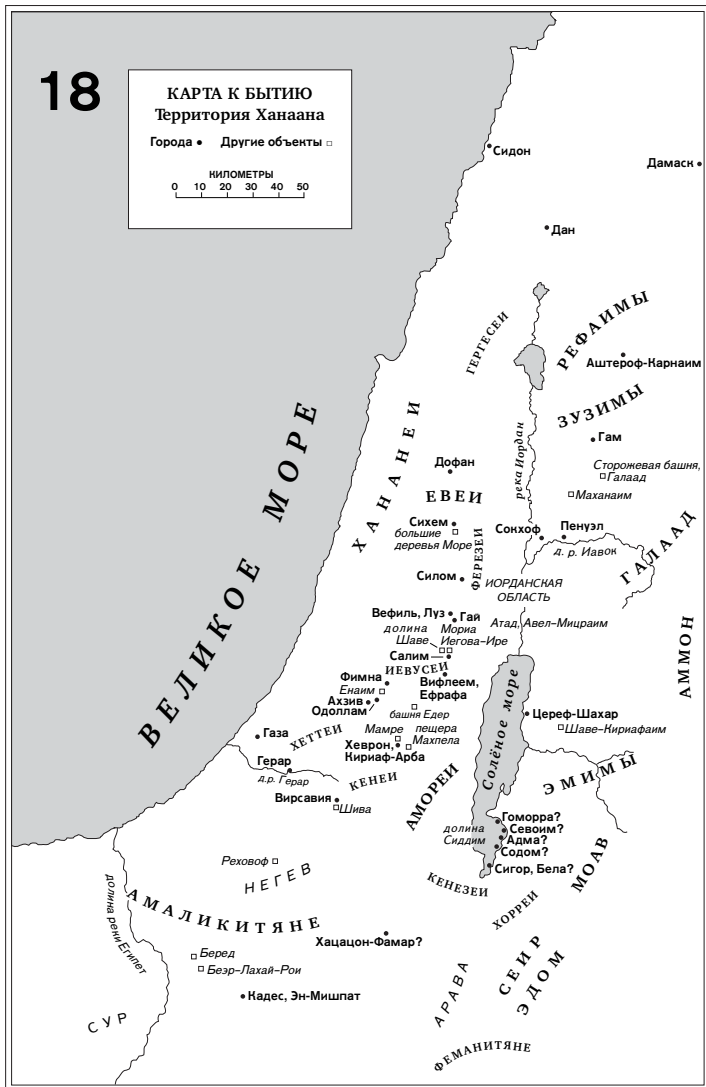 18
КАРТА К БЫТИЮ
Территория Ханаана
Города Другие объекты
КИЛОМЕТРЫ
0 10 20 30 40 50
Сидон
Дамаск
Дан
ГЕРГЕСЕИ
РЕФАИМЫ
Аштероф-Карнаим
ЗУЗИМЫ
ВЕЛИКОЕ МОРЕ
ХАНАНЕИ
река Иордан
Гам
Дофан
Сторожевая башня,
Галаад
Маханаим
ЕВЕИ
Сихем
большие
деревья Море
ФЕРЕЗЕИ
Сокхоф
Пенуэл
д. р. Иавок
ГАЛААД
Силом
ИОРДАНСКАЯ
ОБЛАСТЬ
Вефиль, Луз
Гай
долина
Шаве
Мориа
Иегова-Ире
Атад, Авел-Мицраим
Салим
ИЕВУСЕИ
АММОН
Фимна
Енаим
Вифлеем,
Ефрафа
Ахзив
Одоллам
башня Едер
Солёное море
Цереф-Шахар
Шаве-Кириафаим
Газа
ХЕТТЕИ
Мамре
пещера
Махпела
Хеврон,
Кириаф-Арба
Герар
д.р. Герар
КЕНЕИ
ЭМИМЫ
АМОРЕИ
Вирсавия
Шива
Гоморра?
Севоим?
долина
Сиддим
Адма?
Содом?
Сигор, Бела?
МОАВ
Реховоф
НЕГЕВ
КЕНЕЗЕИ
долина реки Египет
АМАЛИКИТЯНЕ
ХОРРЕИ
Хацацон-Фамар?
Беред
Беэр-Лахай-Рои
СЕИР
ЭДОМ
АРАВА
Кадес, Эн-Мишпат
СУР
ФЕМАНИТЯНЕ